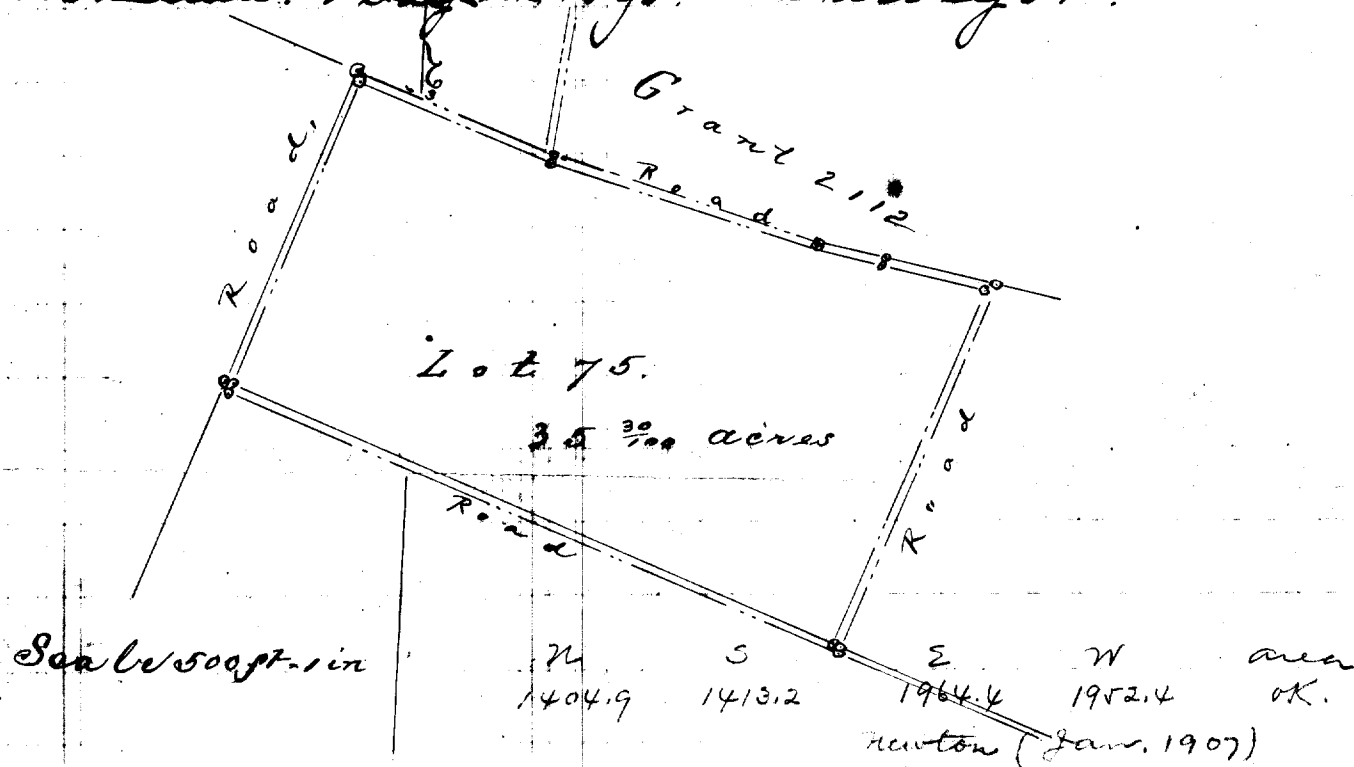 Surveyor.
Grant 2112
Road
Road,
Lot 75.
35 30/100 acres
Road
Road
Scale 500 ft. 1 in
N S E W area
1404.9 1413.2 1964.4 1952.4 OK.
Newton (Jan. 1907)